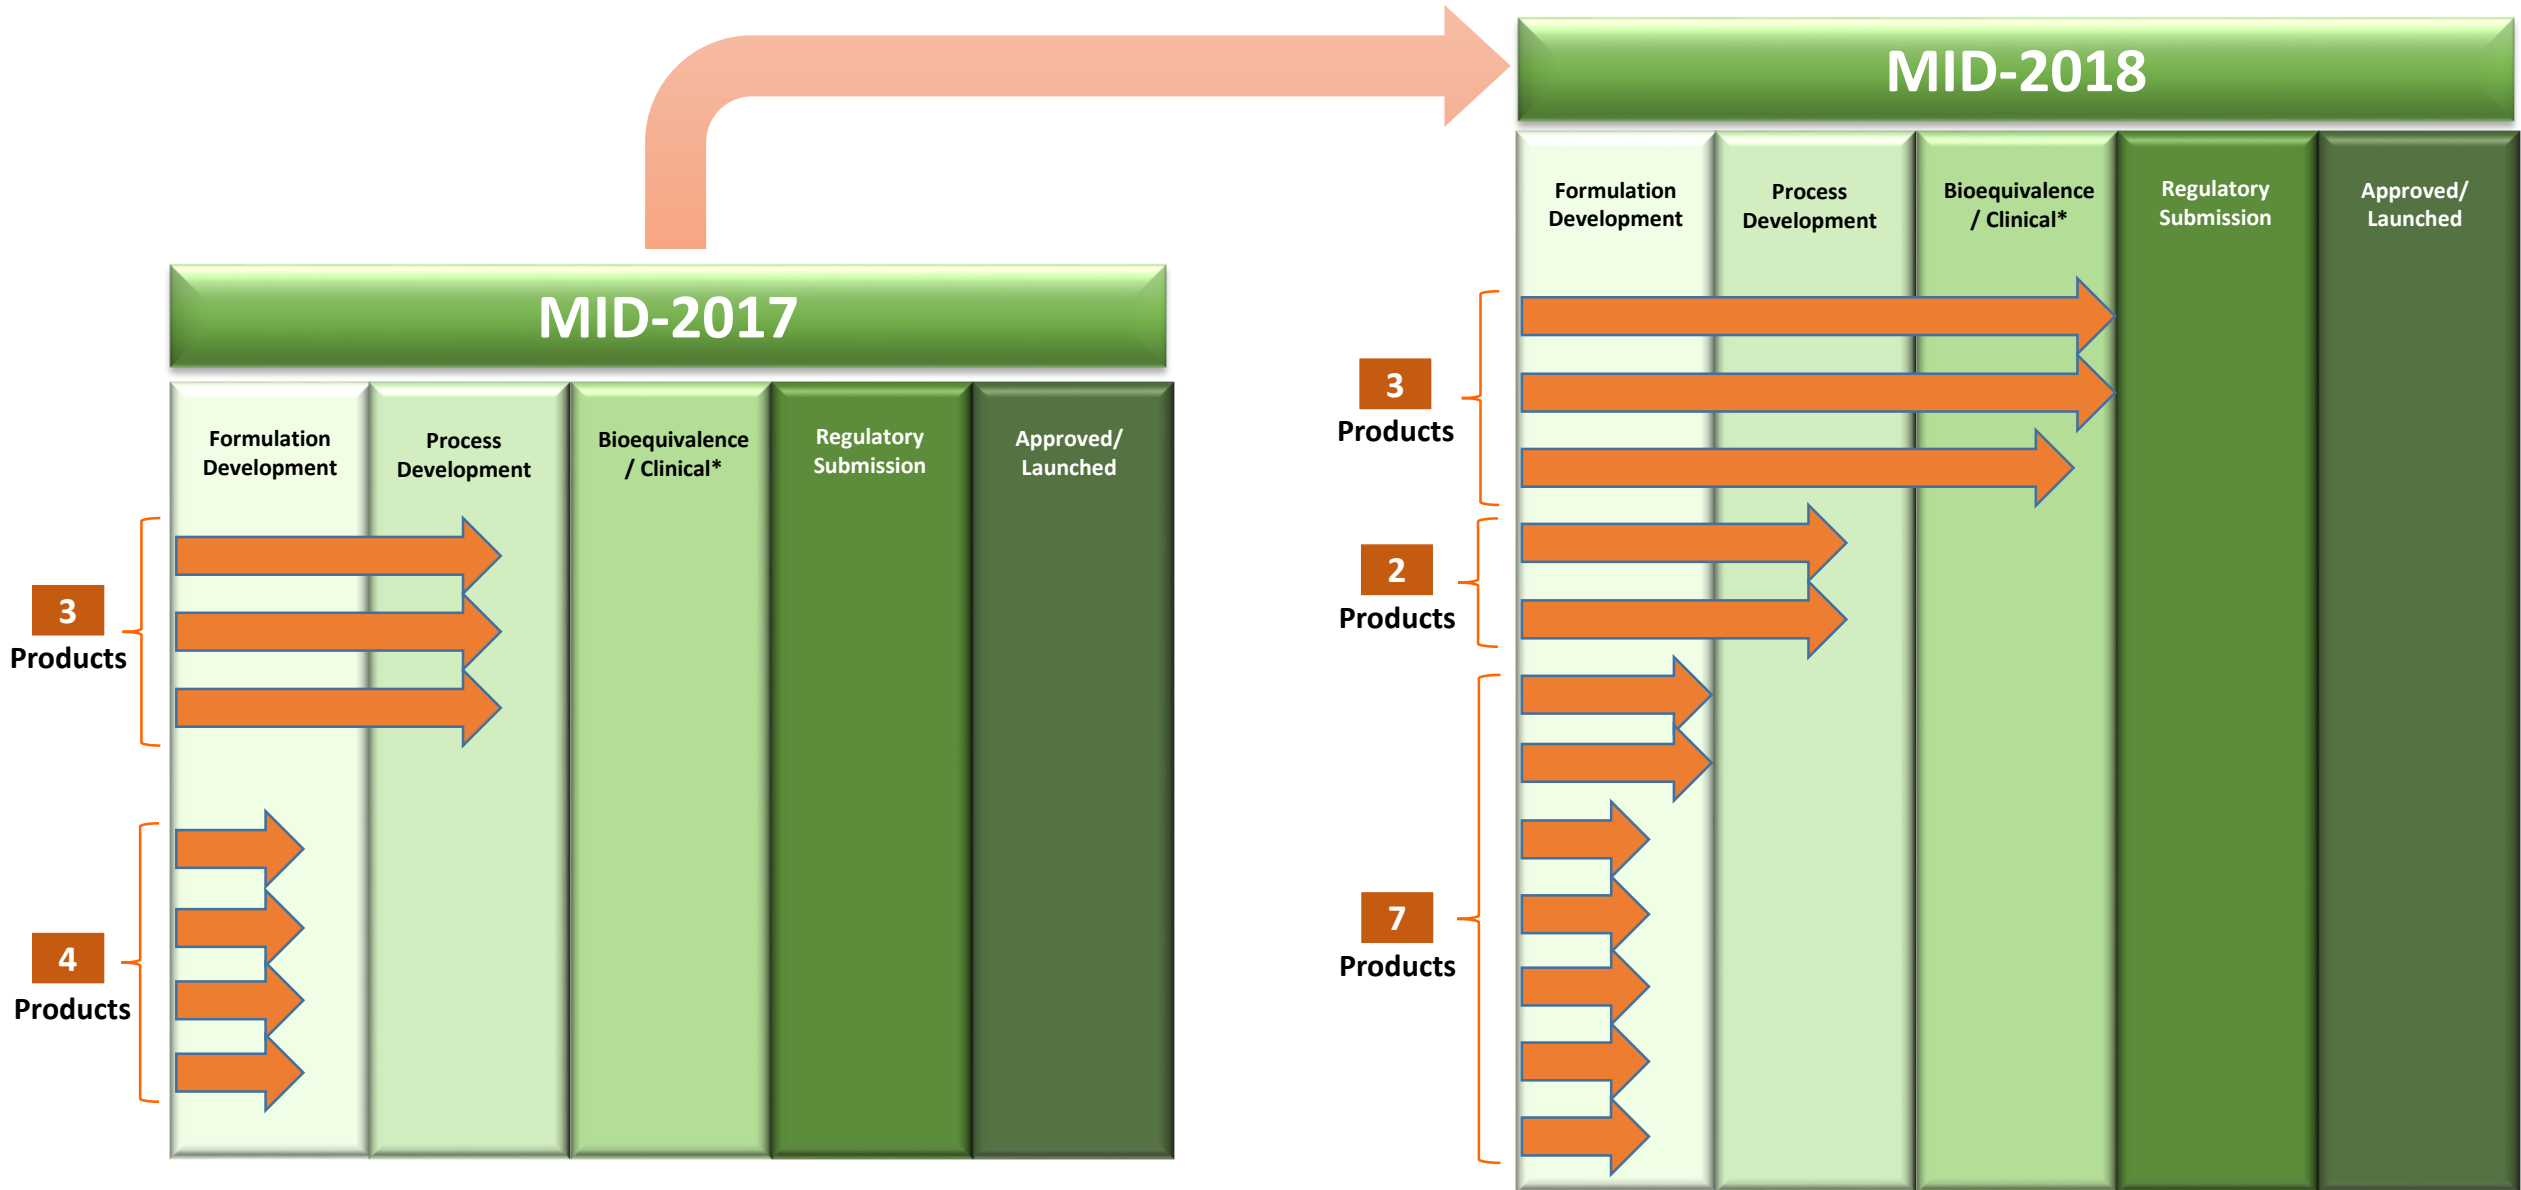 MID-2017
Formulation
Development
Process
Development
Bioequivalence
/ Clinical*
Regulatory
Submission
Approved/
Launched
3
Products
4
Products
MID-2018
Formulation
Development
Process
Development
Bioequivalence
/ Clinical*
Regulatory
Submission
Approved/
Launched
3
Products
2
Products
7
Products